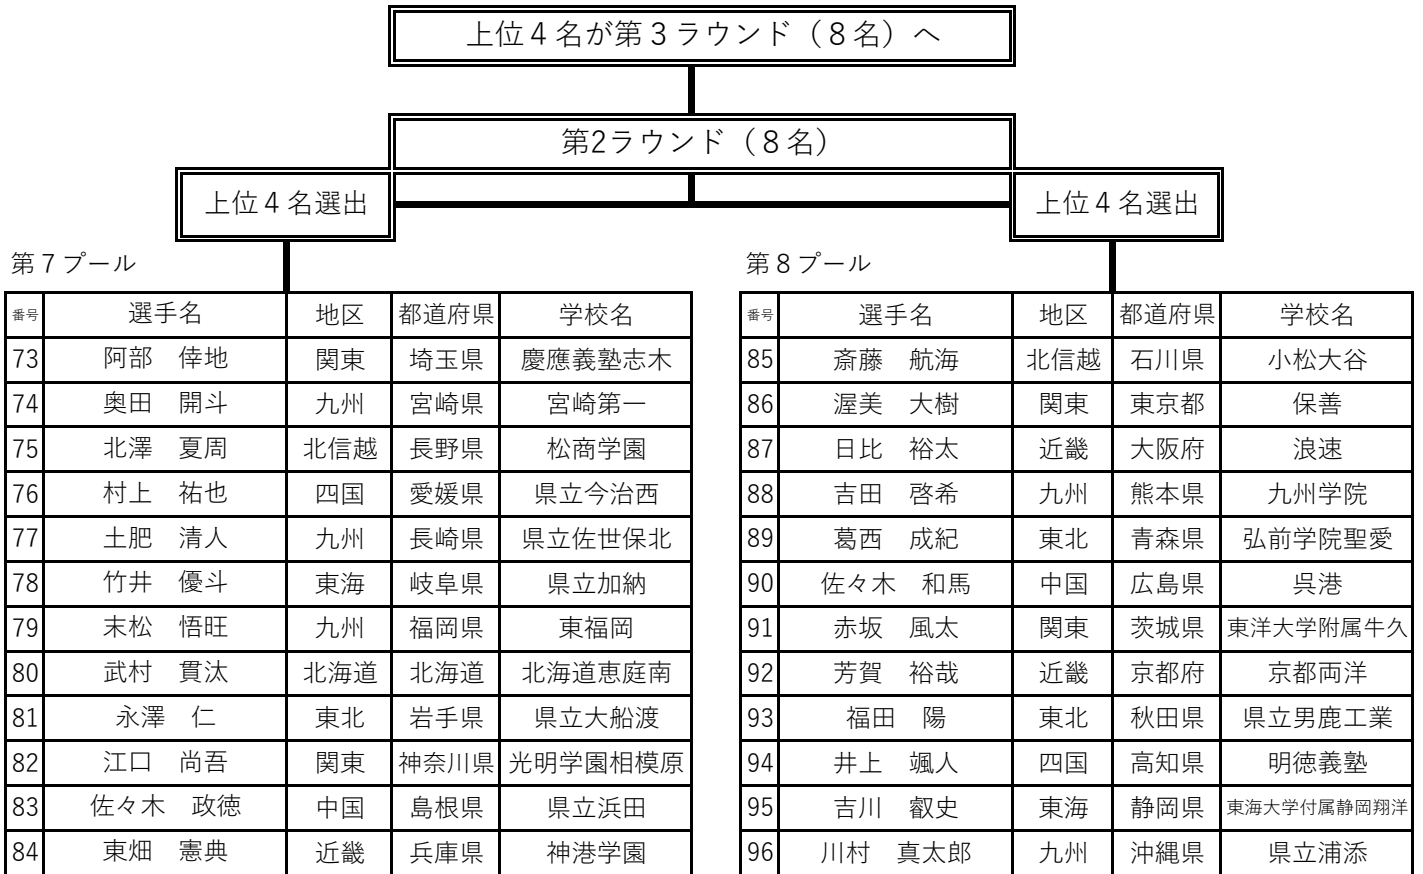 上位４名が第３ラウンド（８名）へ
第2ラウンド（８名）
上位４名選出
上位４名選出
第７プール
番号 選手名 地区 都道府県 学校名
73 阿部　倖地 関東 埼玉県 慶應義塾志木
74 奥田　開斗 九州 宮崎県 宮崎第一
75 北澤　夏周 北信越 長野県 松商学園
76 村上　祐也 四国 愛媛県 県立今治西
77 土肥　清人 九州 長崎県 県立佐世保北
78 竹井　優斗 東海 岐阜県 県立加納
79 末松　悟旺 九州 福岡県 東福岡
80 武村　貫汰 北海道 北海道 北海道恵庭南
81 永澤　仁 東北 岩手県 県立大船渡
82 江口　尚吾 関東 神奈川県 光明学園相模原
83 佐々木　政徳 中国 島根県 県立浜田
84 東畑　憲典 近畿 兵庫県 神港学園
第８プール
番号 選手名 地区 都道府県 学校名
85 斎藤　航海 北信越 石川県 小松大谷
86 渥美　大樹 関東 東京都 保善
87 日比　裕太 近畿 大阪府 浪速
88 吉田　啓希 九州 熊本県 九州学院
89 葛西　成紀 東北 青森県 弘前学院聖愛
90 佐々木　和馬 中国 広島県 呉港
91 赤坂　風太 関東 茨城県 東洋大学附属牛久
92 芳賀　裕哉 近畿 京都府 京都両洋
93 福田　陽 東北 秋田県 県立男鹿工業
94 井上　颯人 四国 高知県 明徳義塾
95 吉川　叡史 東海 静岡県 東海大学付属静岡翔洋
96 川村　真太郎 九州 沖縄県 県立浦添